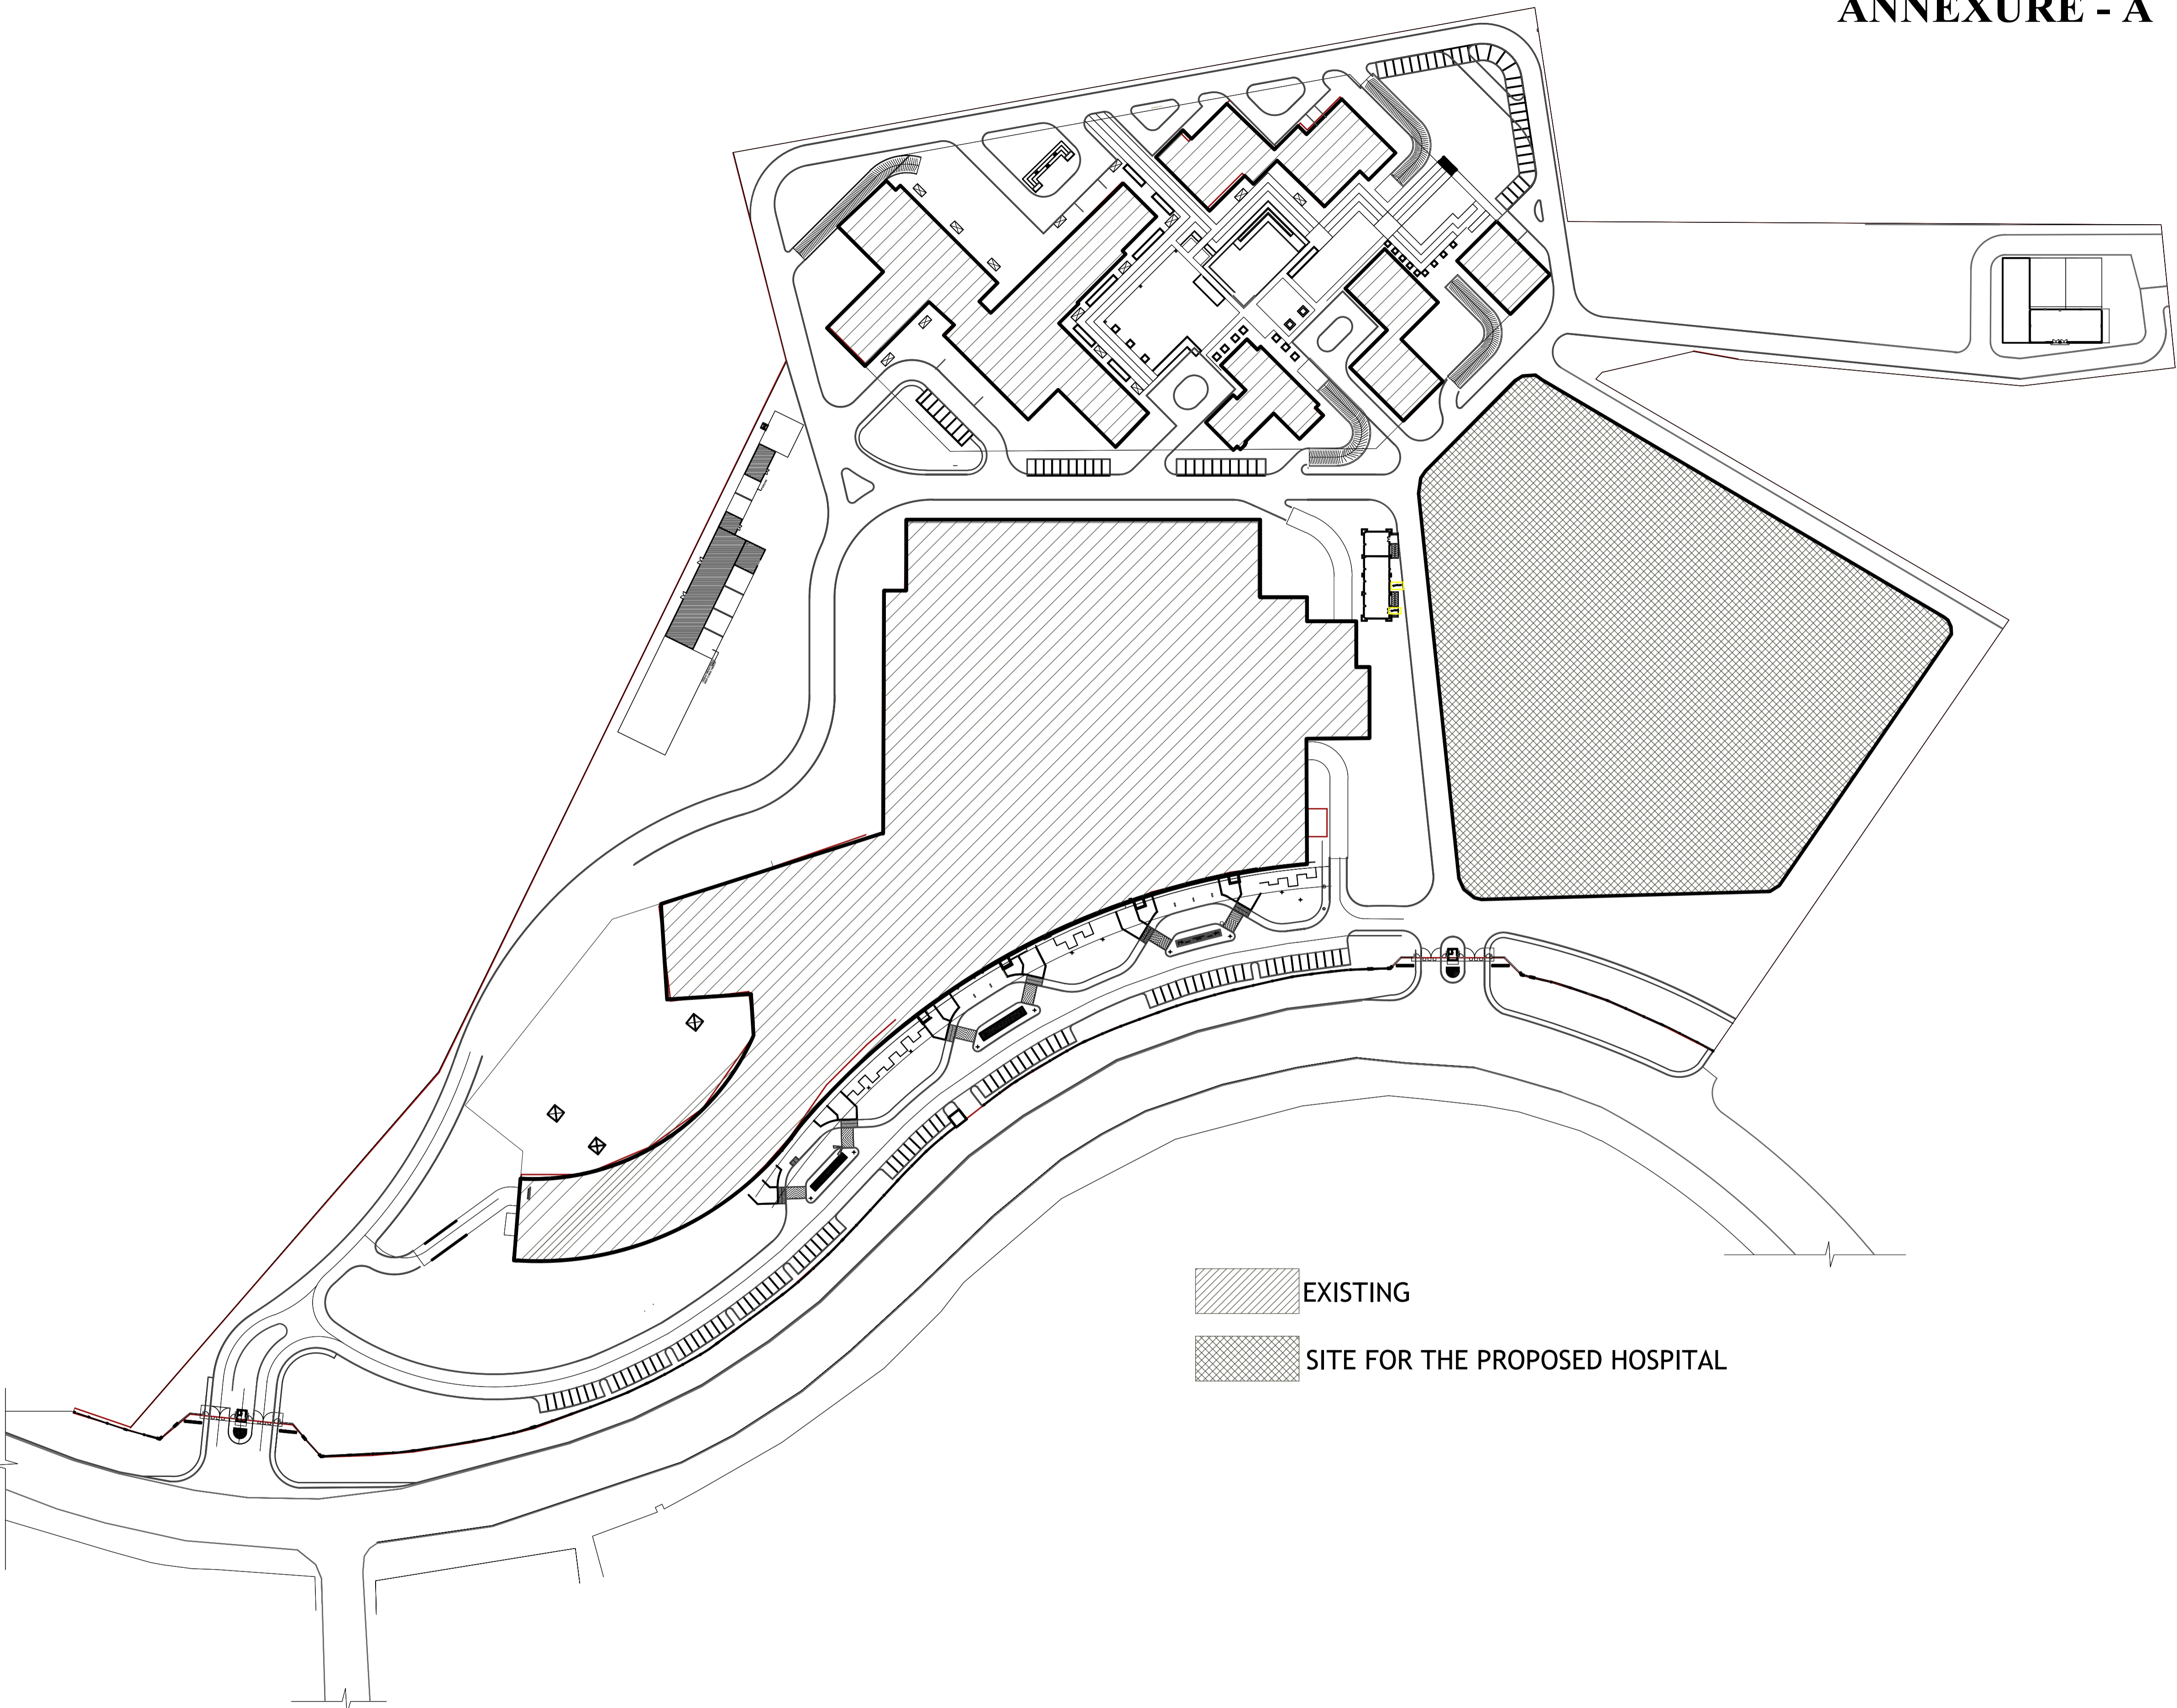 ANNEXURE - A
EXISTING
SITE FOR THE PROPOSED HOSPITAL